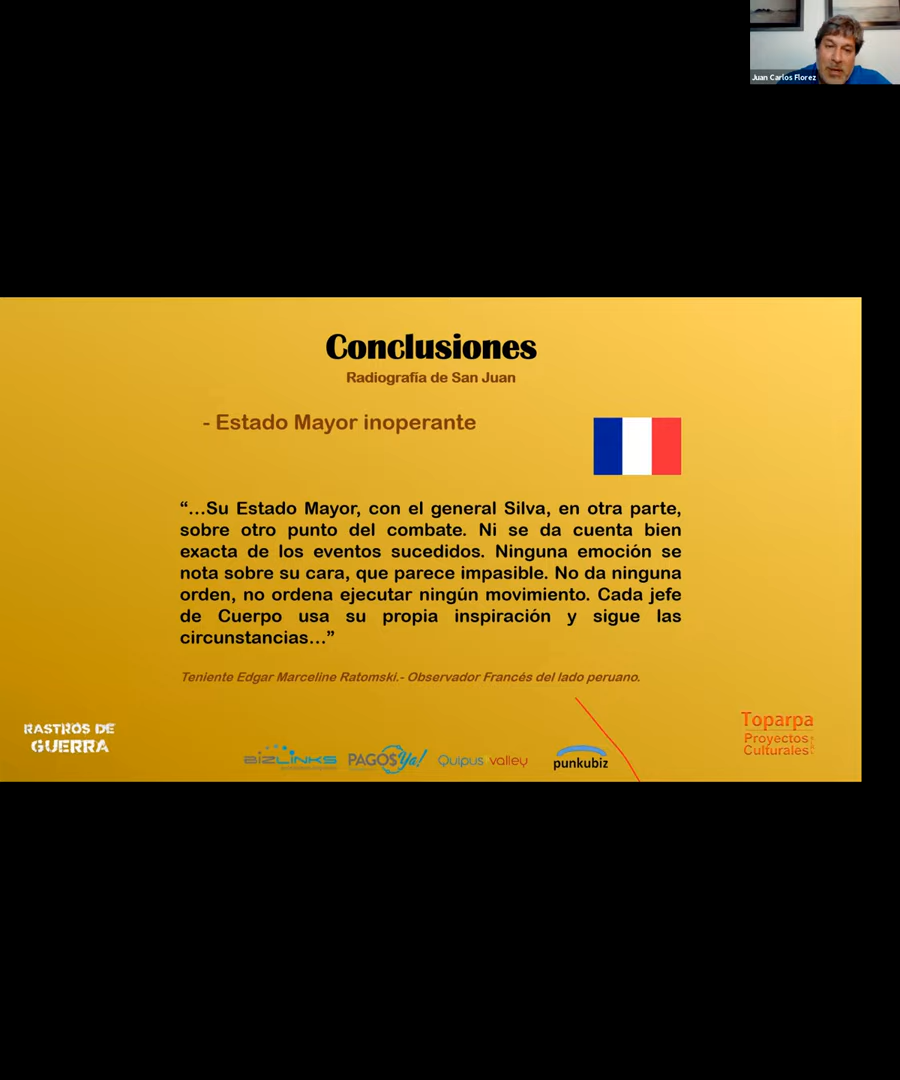 Juan Carlos Florez
Conclusiones
Radiografía de San Juan
- Estado Mayor inoperante
“...Su Estado Mayor, con el general Silva, en otra parte,
sobre otro punto del combate. Ni se da cuenta bien
exacta de los eventos sucedidos. Ninguna emoción se
nota sobre su cara, que parece impasible. No da ninguna
orden, no ordena ejecutar ningún movimiento. Cada jefe
de Cuerpo usa su propia inspiración y sigue las
circunstancias...”
Teniente Edgar Marceline Ratomski.- Observador Francés del lado peruano.
RASTROS DE
GUERRA
BIZLINKS
PAGOSYa!
Quipus valley
punkubiz
Toparpa
Proyectos
Culturales